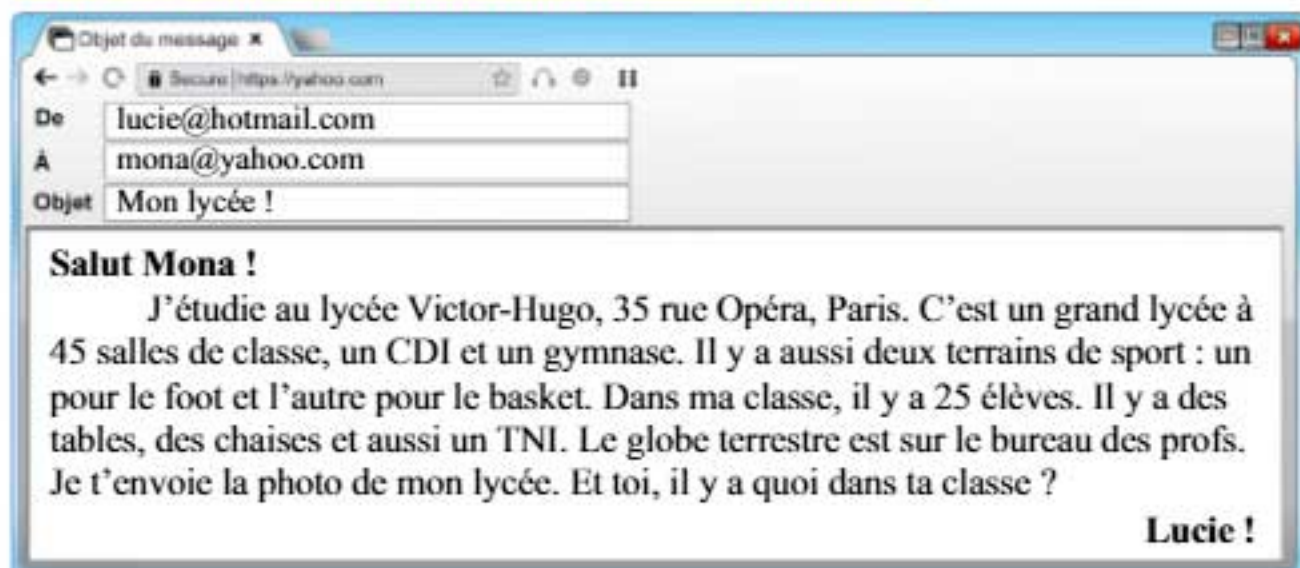 Objet du message ×
Secure https://yahoo.com
De lucie@hotmail.com
À mona@yahoo.com
Objet Mon lycée !
Salut Mona !
J'étudie au lycée Victor-Hugo, 35 rue Opéra, Paris. C'est un grand lycée à
45 salles de classe, un CDI et un gymnase. Il y a aussi deux terrains de sport : un
pour le foot et l'autre pour le basket. Dans ma classe, il y a 25 élèves. Il y a des
tables, des chaises et aussi un TNI. Le globe terrestre est sur le bureau des profs.
Je t'envoie la photo de mon lycée. Et toi, il y a quoi dans ta classe ?
Lucie !